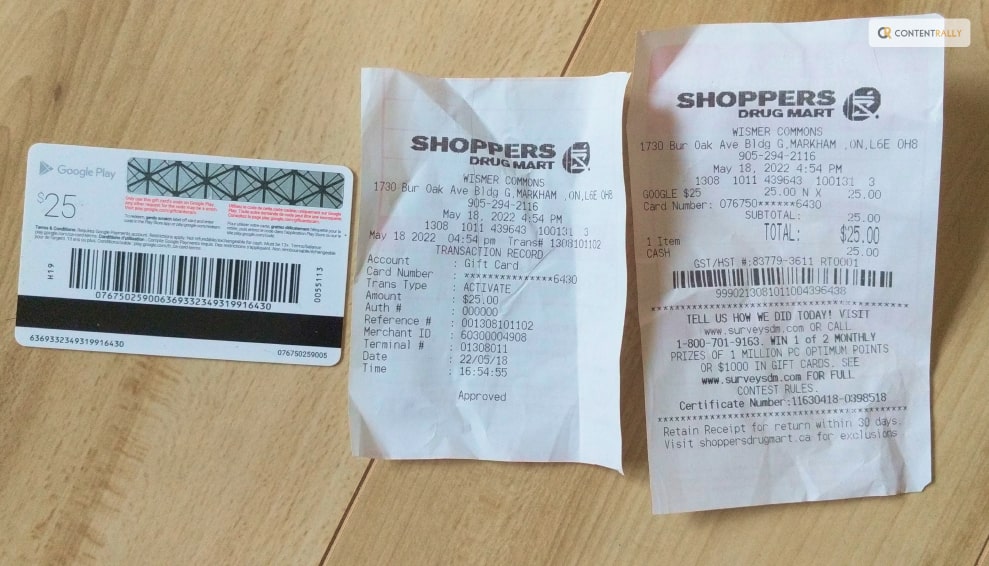 CONTENTRALLY
Google Play
$25
Terms & Conditions:
H19
0055113
07675025900636933234931991643​0
6369332349319916430
076750259005
SHOPPERS
DRUG MART
WISMER COMMONS
1730 Bur Oak Ave Bldg G,MARKHAM ,ON,L6E 0H8
905-294-2116
May 18, 2022 4:54 PM
1308 1011 439643 100131 3
May 18 2022 04:54 pm Trans# 1308101102
TRANSACTION RECORD
Account : Gift Card
Card Number : ***************6430
Trans Type : ACTIVATE
Amount : $25.00
Auth # : 000000
Reference # : 001308101102
Merchant ID : 60300004908
Terminal # : 01308011
Date : 22/05/18
Time : 16:54:55
Approved
SHOPPERS
DRUG MART
WISMER COMMONS
1730 Bur Oak Ave Bldg G,MARKHAM ,ON,L6E 0H8
905-294-2116
May 18, 2022 4:54 PM
1308 1011 439643 100131 3
GOOGLE $25 25.00 N X 25.00
Card Number: 076750******6430
SUBTOTAL: 25.00
TOTAL: $25.00
1 Item
CASH 25.00
GST/HST #:83779-3611 RT0001
9990213081011004396438
TELL US HOW WE DID TODAY! VISIT
www.surveysdm.com OR CALL
1-800-701-9163. WIN 1 of 2 MONTHLY
PRIZES OF 1 MILLION PC OPTIMUM POINTS
OR $1000 IN GIFT CARDS. SEE
www.surveysdm.com FOR FULL
CONTEST RULES.
Certificate Number:11630418-0398518
Retain Receipt for return within 30 days.
Visit shoppersdrugmart.ca for exclusions